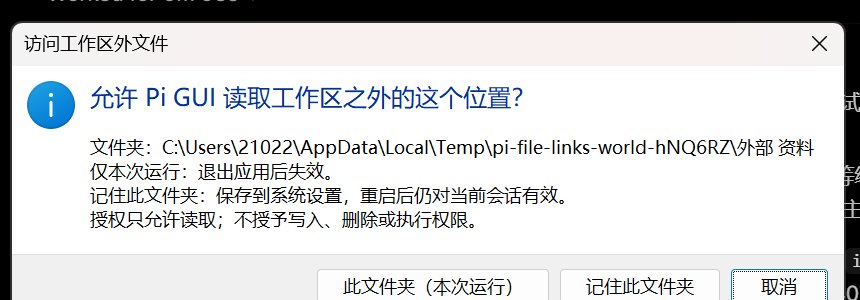 访问工作区外文件
允许 Pi GUI 读取工作区之外的这个位置？
文件夹：C:\Users\21022\AppData\Local\Temp\pi-file-links-world-hNQ6RZ\外部 资料
仅本次运行：退出应用后失效。
记住此文件夹：保存到系统设置，重启后仍对当前会话有效。
授权只允许读取；不授予写入、删除或执行权限。
此文件夹（本次运行）
记住此文件夹
取消
试
主